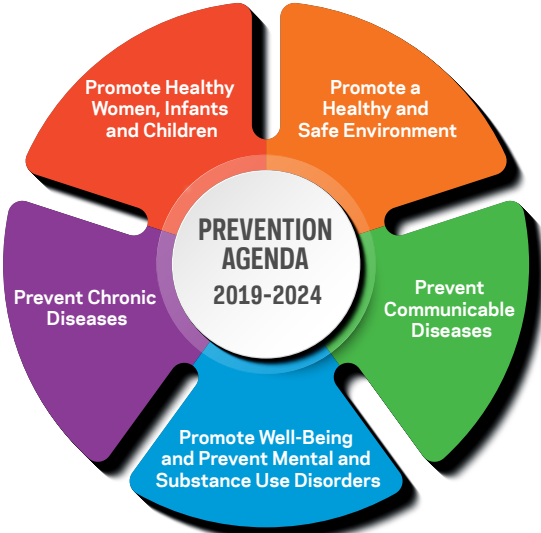 Promote Healthy
Women, Infants
and Children
Promote a
Healthy and
Safe Environment
PREVENTION
AGENDA
2019-2024
Prevent Chronic
Diseases
Prevent
Communicable
Diseases
Promote Well-Being
and Prevent Mental and
Substance Use Disorders